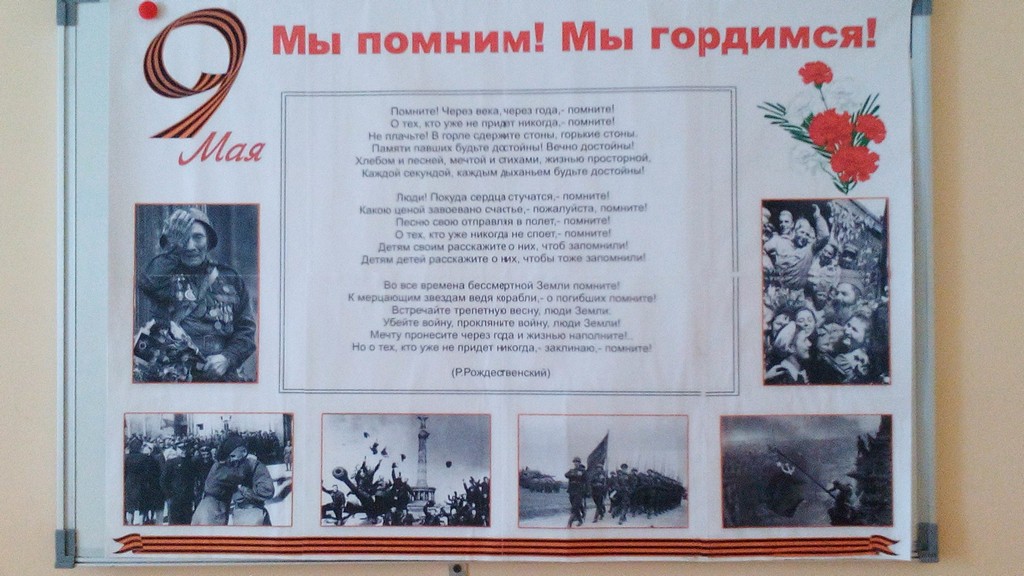 9 Мая
Мы помним! Мы гордимся!
Помните! Через века, через года,- помните!
О тех, кто уже не придет никогда,- помните!
Не плачьте! В горле сдержите стоны, горькие стоны.
Памяти павших будьте достойны! Вечно достойны!
Хлебом и песней, мечтой и стихами, жизнью просторной,
Каждой секундой, каждым дыханьем будьте достойны!
Люди! Покуда сердца стучатся,- помните!
Какою ценой завоевано счастье,- пожалуйста, помните!
Песню свою отправляя в полет,- помните!
О тех, кто уже никогда не споет,- помните!
Детям своим расскажите о них, чтоб запомнили!
Детям детей расскажите о них, чтобы тоже запомнили!
Во все времена бессмертной Земли помните!
К мерцающим звездам ведя корабли,- о погибших помните!
Встречайте трепетную весну, люди Земли.
Убейте войну, прокляните войну, люди Земли!
Мечту пронесите через года и жизнью наполните!..
Но о тех, кто уже не придет никогда,- заклинаю,- помните!
(Р.Рождественский)